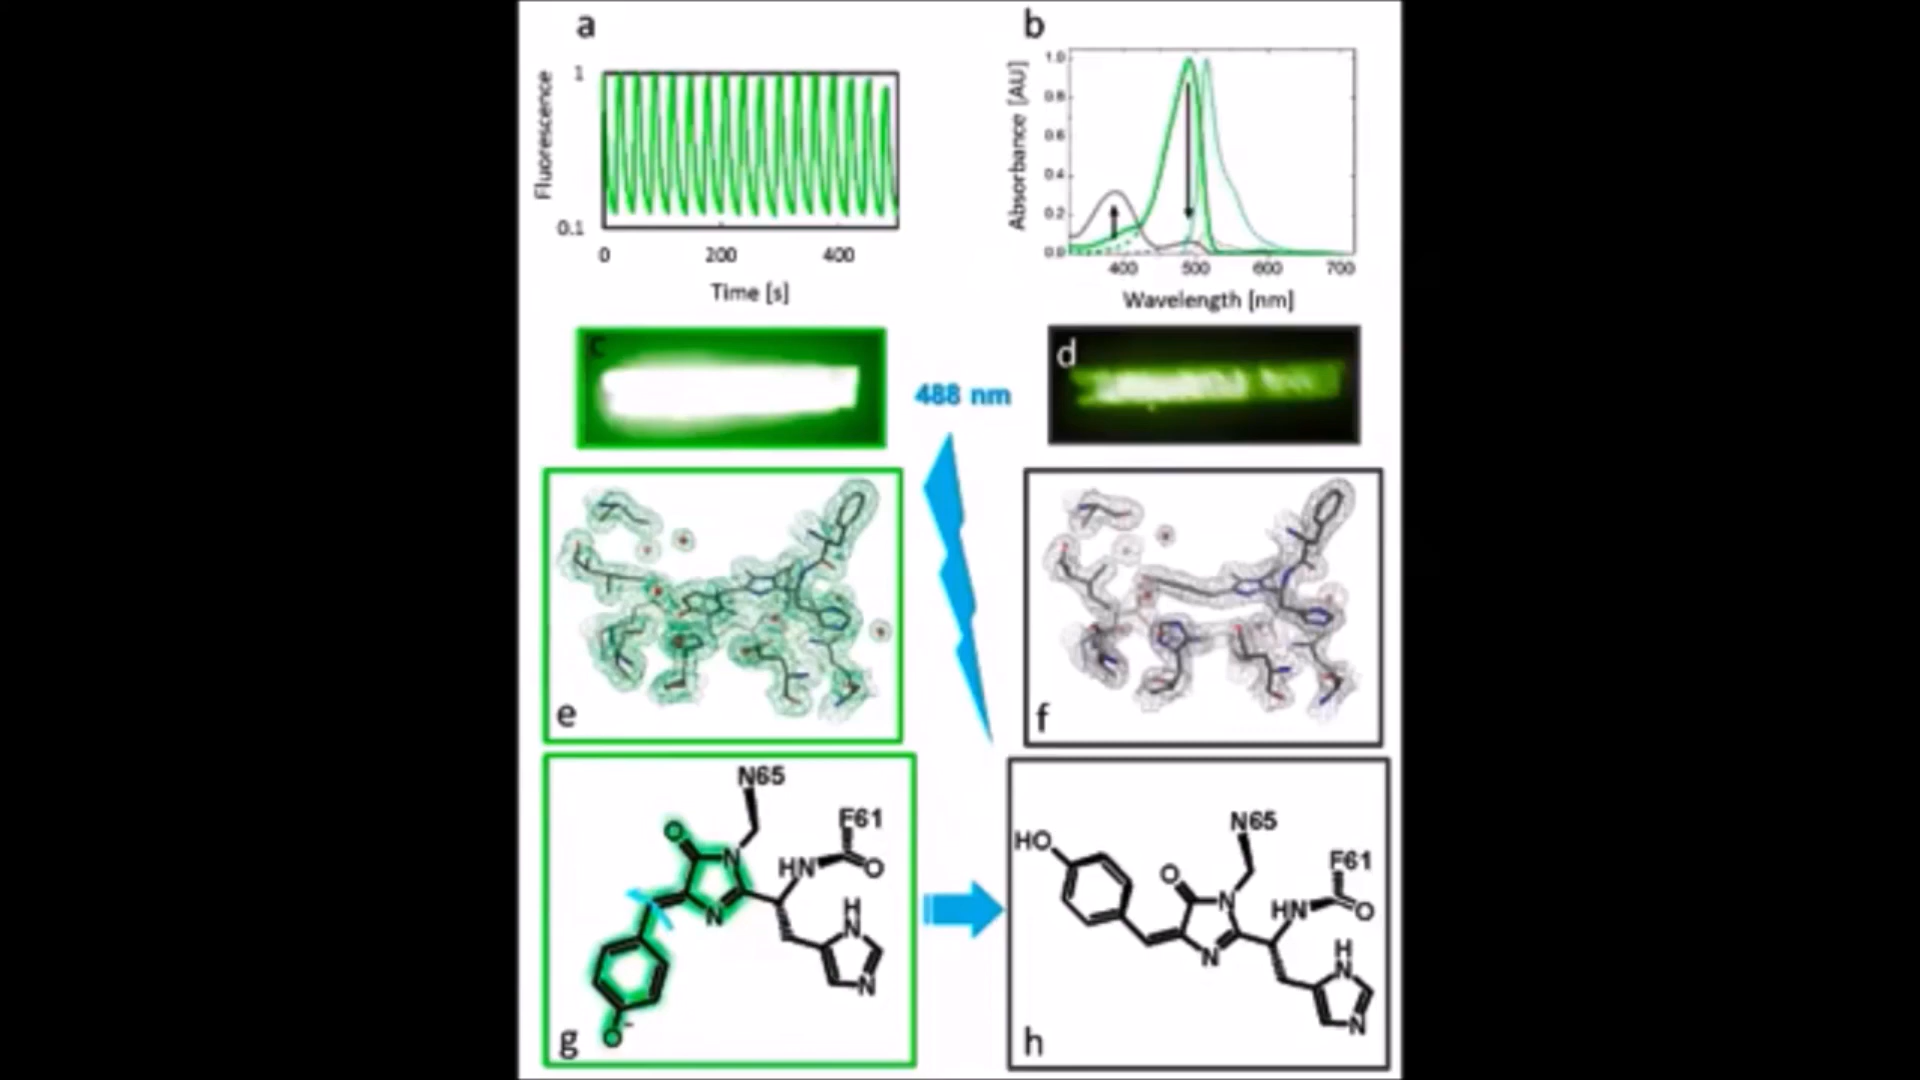 a
Fluorescence
1
0.1
0 200 400
Time [s]
b
Absorbance [AU]
1.0
0.8
0.6
0.4
0.2
0.0
400 500 600 700
Wavelength [nm]
c
488 nm
d
e
f
g
N65
F61
O
N
HN
O
N
H
N
N
O-
h
N65
F61
HO
O
N
HN
O
N
H
N
N